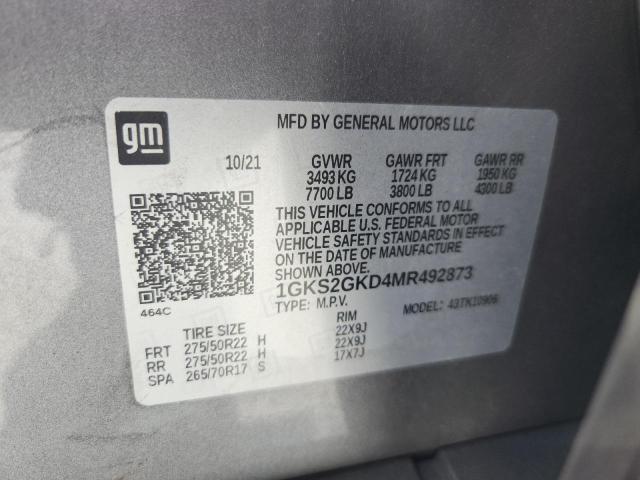 gm
MFD BY GENERAL MOTORS LLC
10/21 GVWR GAWR FRT GAWR RR
3493 KG 1724 KG 1950 KG
7700 LB 3800 LB 4300 LB
THIS VEHICLE CONFORMS TO ALL
APPLICABLE U.S. FEDERAL MOTOR
VEHICLE SAFETY STANDARDS IN EFFECT
ON THE DATE OF MANUFACTURE
SHOWN ABOVE.
1GKS2GKD4MR492873
464C TYPE: M.P.V. MODEL: 43TK10906
TIRE SIZE RIM
FRT 275/50R22 H 22X9J
RR 275/50R22 H 22X9J
SPA 265/70R17 S 17X7J